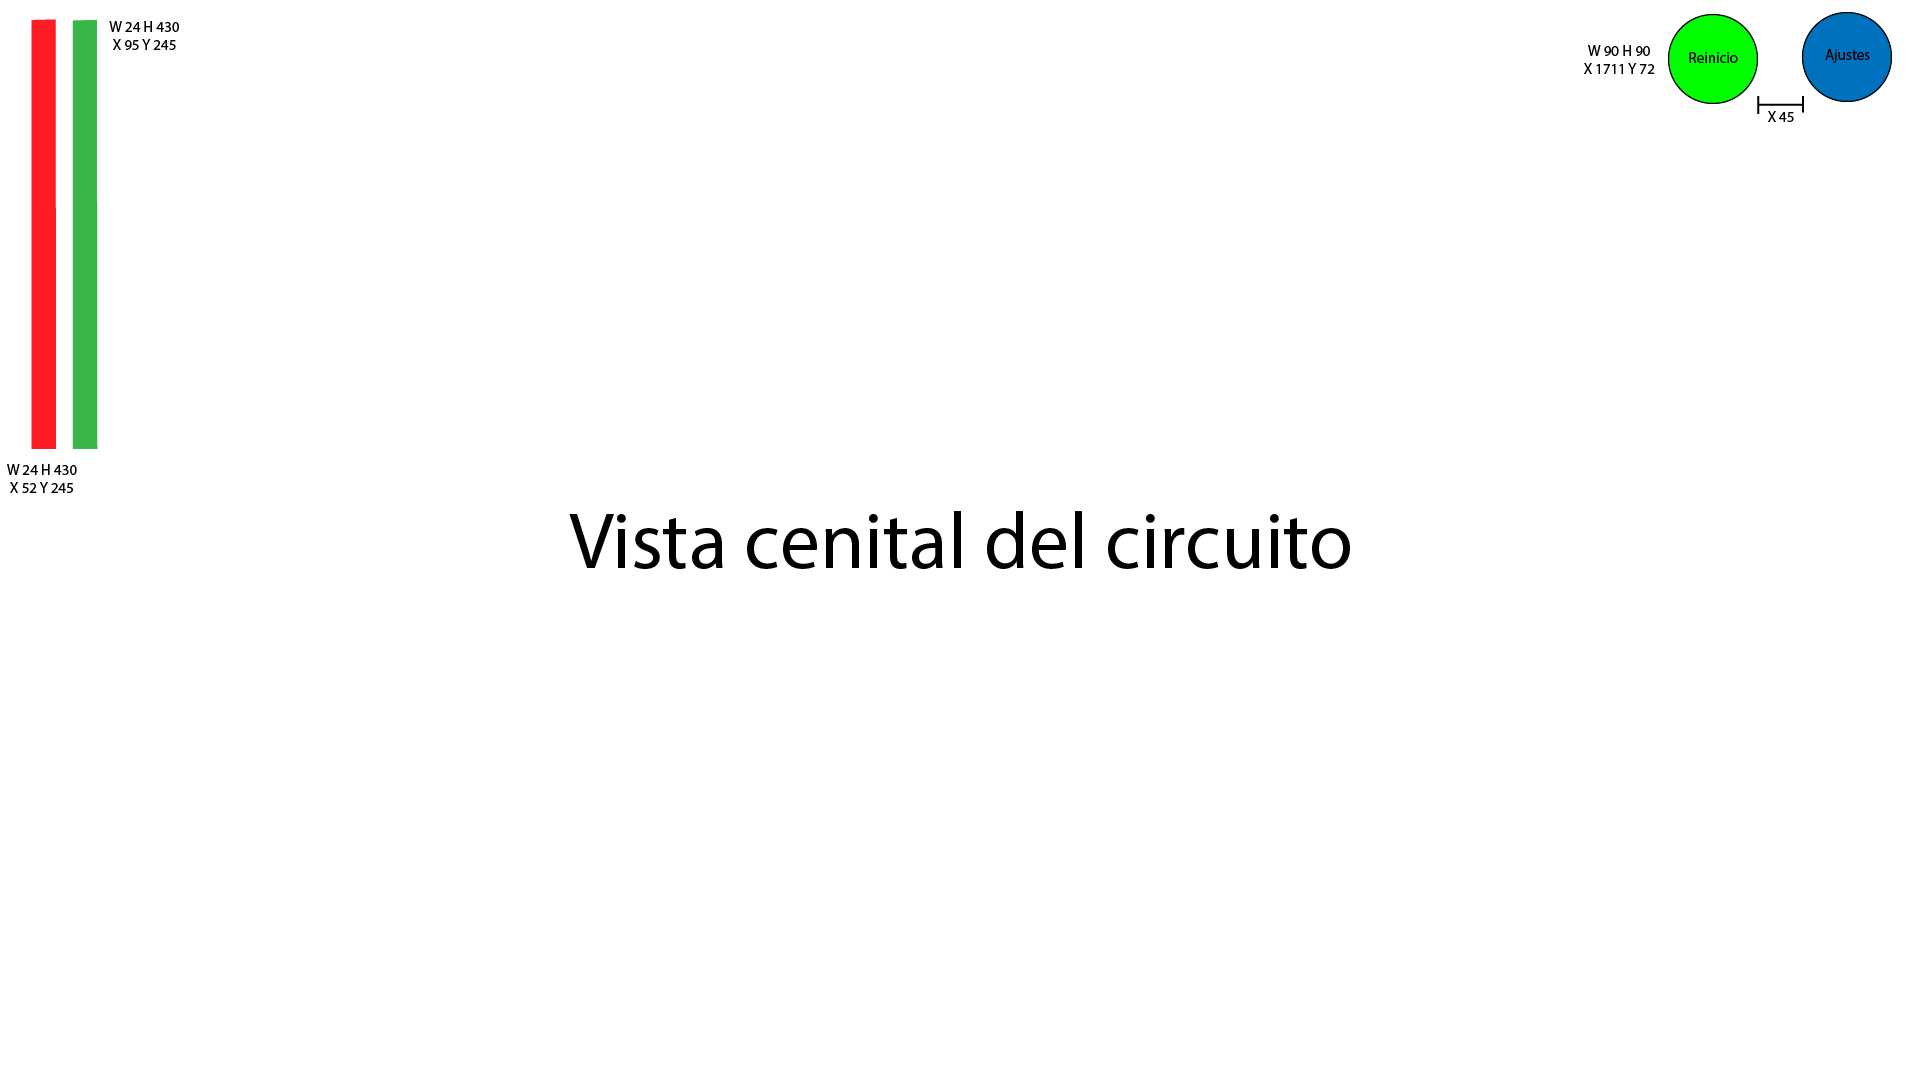 W 24 H 430
X 95 Y 245
W 90 H 90
X 1711 Y 72
Reinicio
Ajustes
X 45
W 24 H 430
X 52 Y 245
Vista cenital del circuito